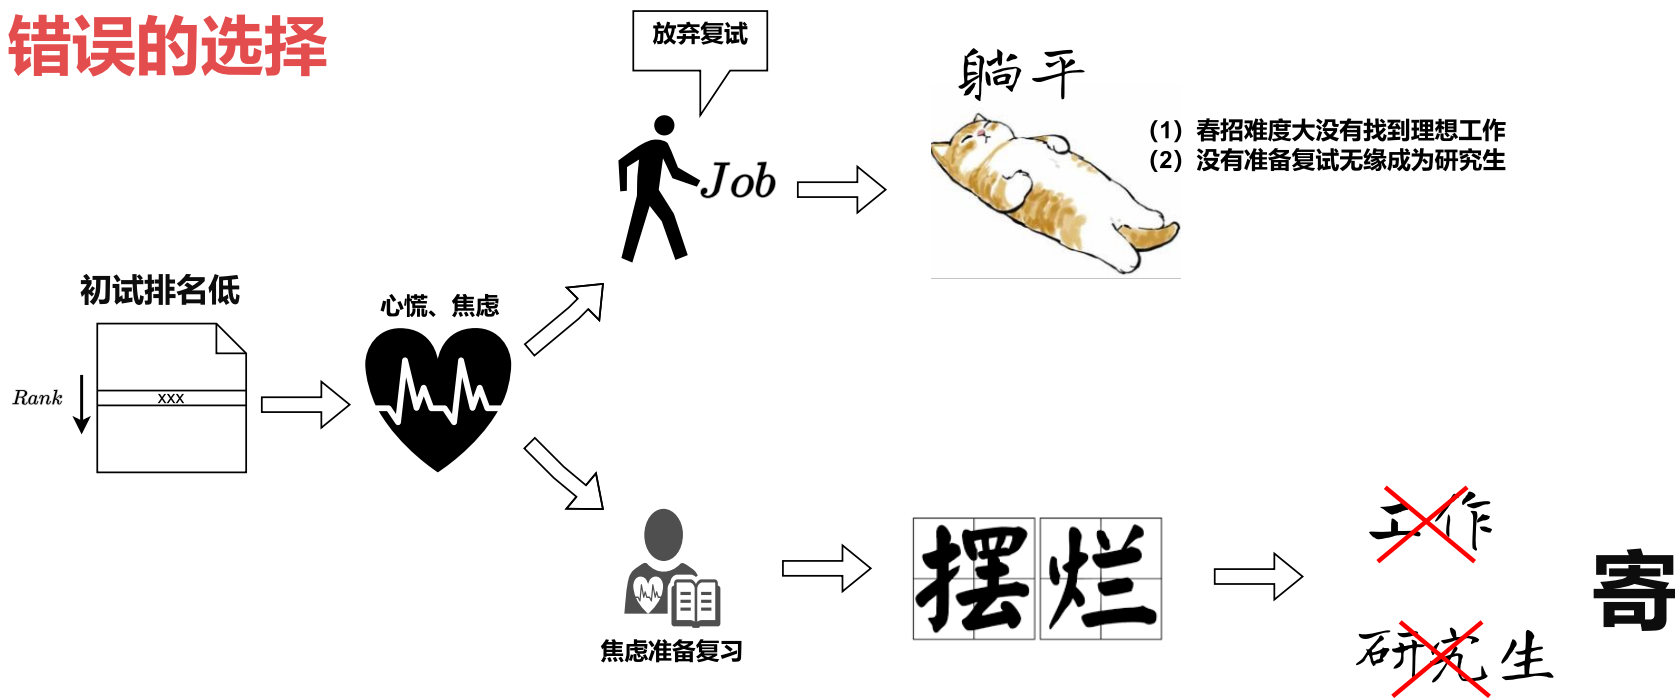 错误的选择
放弃复试
躺平
Job
（1）春招难度大没有找到理想工作
（2）没有准备复试无缘成为研究生
初试排名低
心慌、焦虑
Rank
xxx
焦虑准备复习
摆烂
工作
研究生
寄